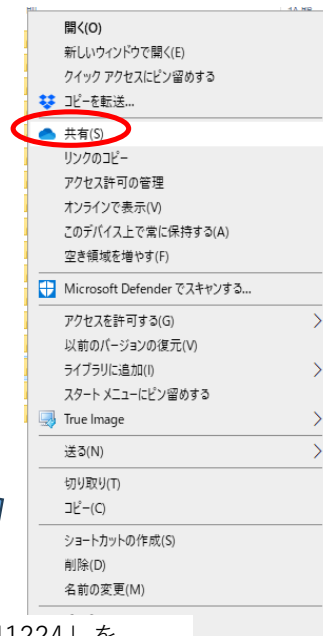 開く(O)
新しいウィンドウで開く(E)
クイック アクセスにピン留めする
コピーを転送...
共有(S)
リンクのコピー
アクセス許可の管理
オンラインで表示(V)
このデバイス上で常に保持する(A)
空き領域を増やす(F)
Microsoft Defender でスキャンする...
アクセスを許可する(G)
以前のバージョンの復元(V)
ライブラリに追加(I)
スタート メニューにピン留めする
True Image
送る(N)
切り取り(T)
コピー(C)
ショートカットの作成(S)
削除(D)
名前の変更(M)
1224」を